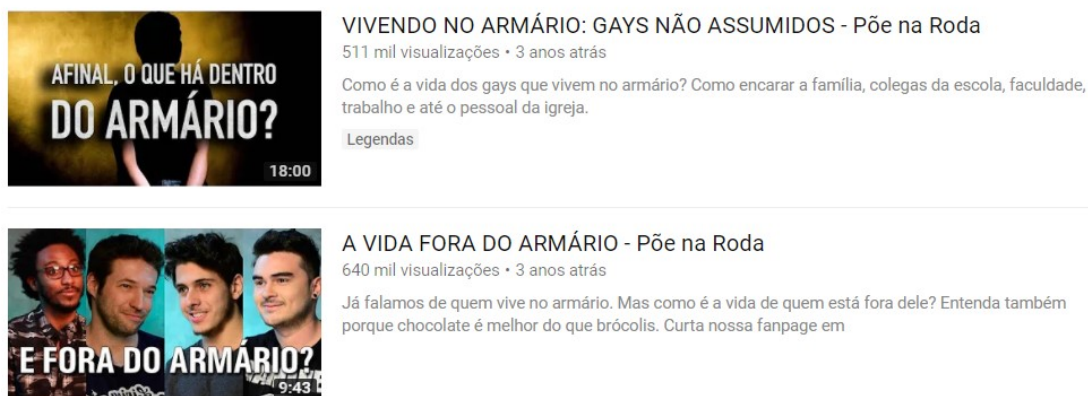 AFINAL, O QUE HÁ DENTRO
DO ARMÁRIO?
18:00
VIVENDO NO ARMÁRIO: GAYS NÃO ASSUMIDOS - Põe na Roda
511 mil visualizações • 3 anos atrás
Como é a vida dos gays que vivem no armário? Como encarar a família, colegas da escola, faculdade,
trabalho e até o pessoal da igreja.
Legendas
E FORA DO ARMÁRIO?
9:43
A VIDA FORA DO ARMÁRIO - Põe na Roda
640 mil visualizações • 3 anos atrás
Já falamos de quem vive no armário. Mas como é a vida de quem está fora dele? Entenda também
porque chocolate é melhor do que brócolis. Curta nossa fanpage em